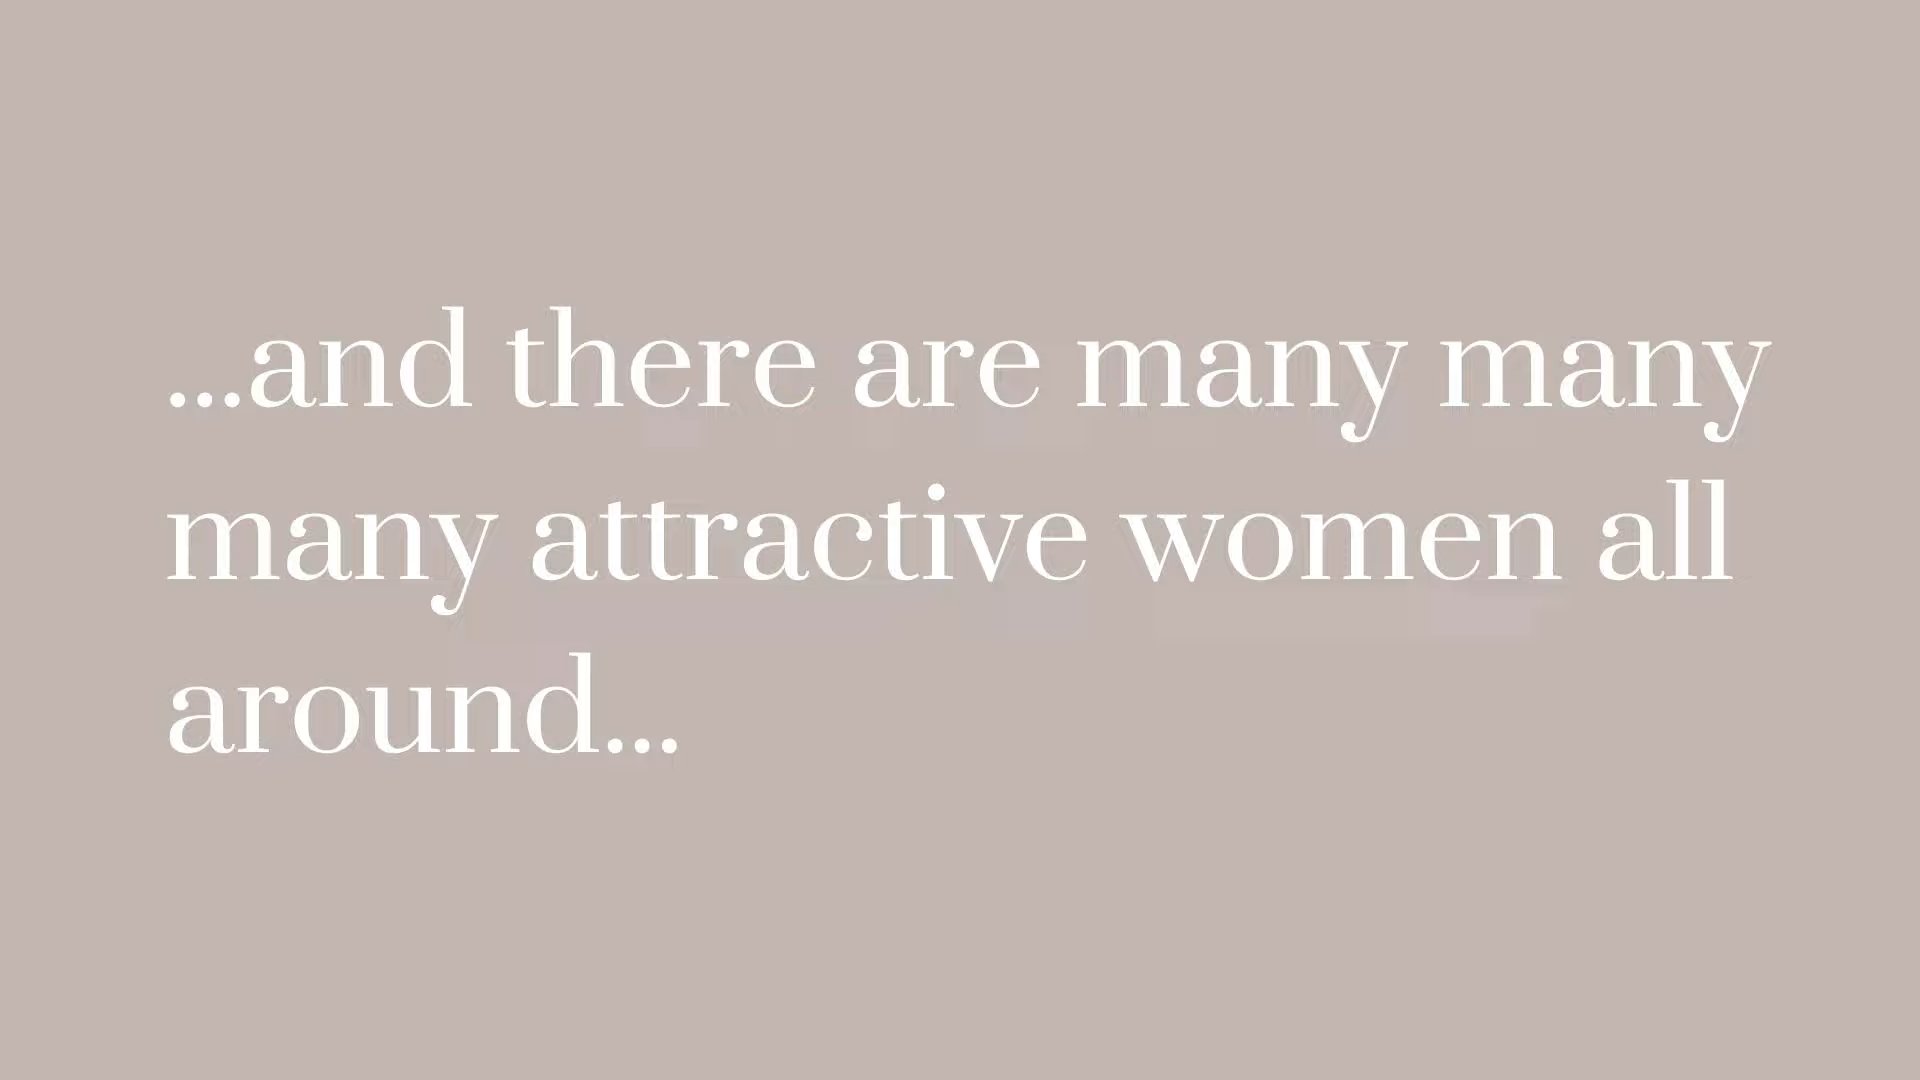 ...and there are many many
many attractive women all
around...